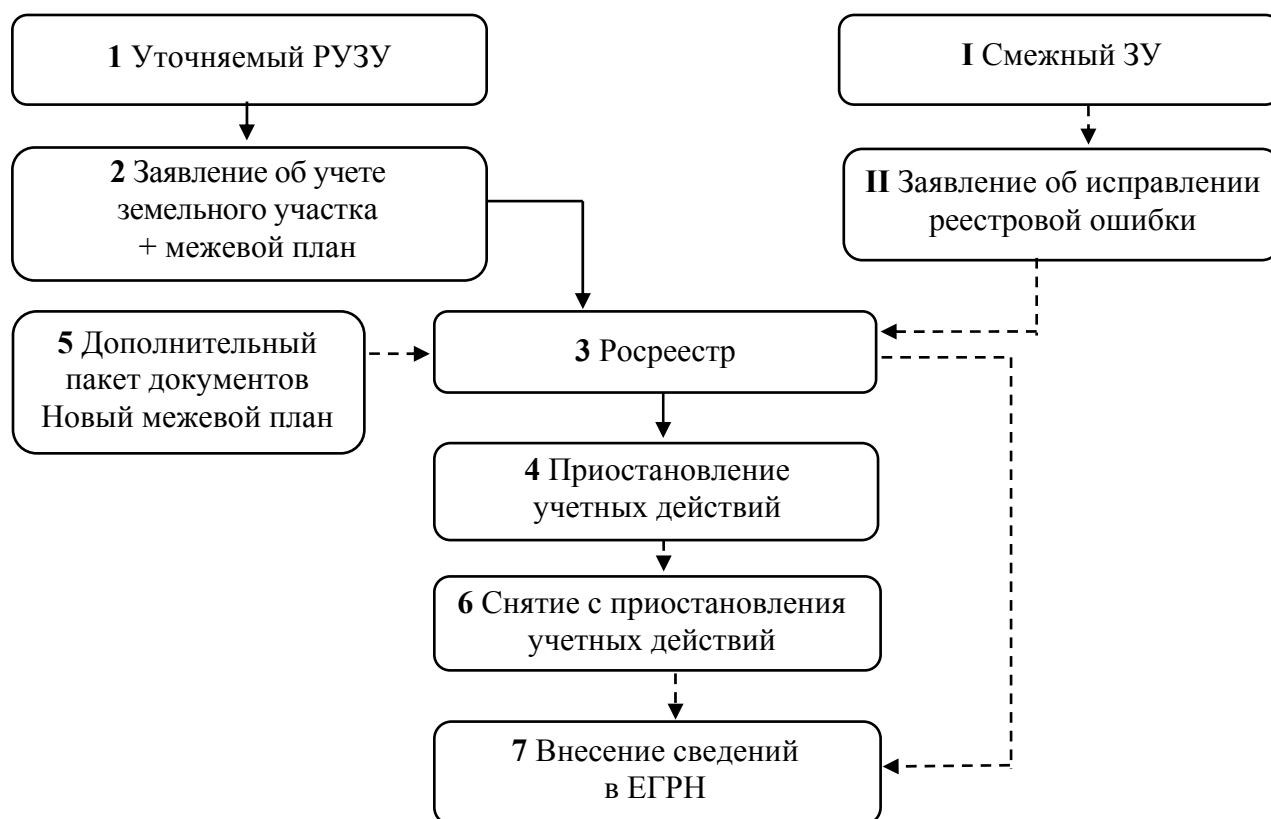 1 Уточняемый РУЗУ
I Смежный ЗУ
2 Заявление об учете
земельного участка
+ межевой план
II Заявление об исправлении
реестровой ошибки
5 Дополнительный
пакет документов
Новый межевой план
3 Росреестр
4 Приостановление
учетных действий
6 Снятие с приостановления
учетных действий
7 Внесение сведений
в ЕГРН